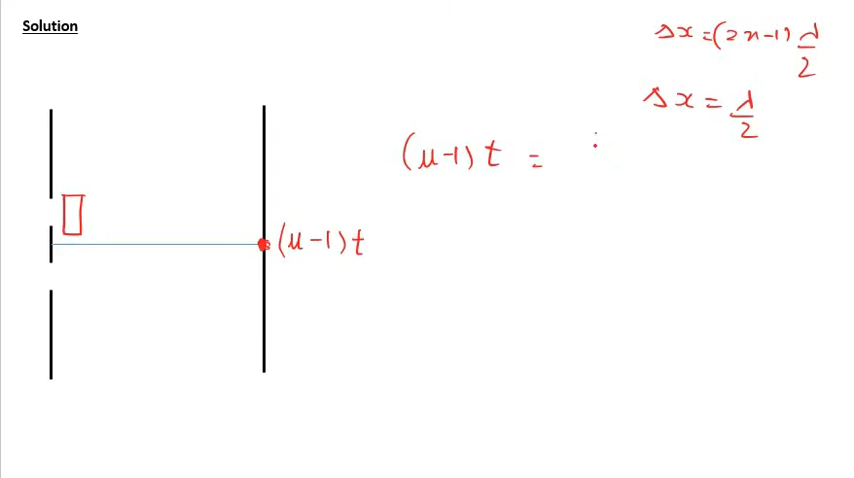 Solution
Δx = (2n-1) λ/2
Δx = λ/2
(μ-1) t =
(μ-1) t